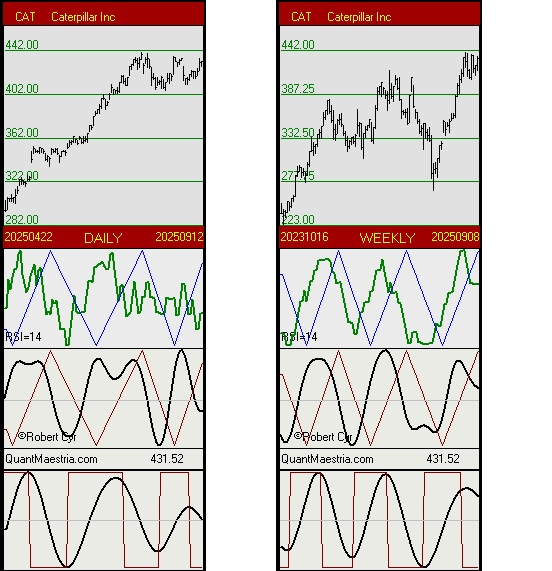 CAT Caterpillar Inc
442.00
402.00
362.00
322.00
282.00
20250422 DAILY 20250912
RSI=14
©Robert Cyr
QuantMaestria.com 431.52
CAT Caterpillar Inc
442.00
387.25
332.50
277.75
223.00
20231016 WEEKLY 20250908
RSI=14
©Robert Cyr
QuantMaestria.com 431.52